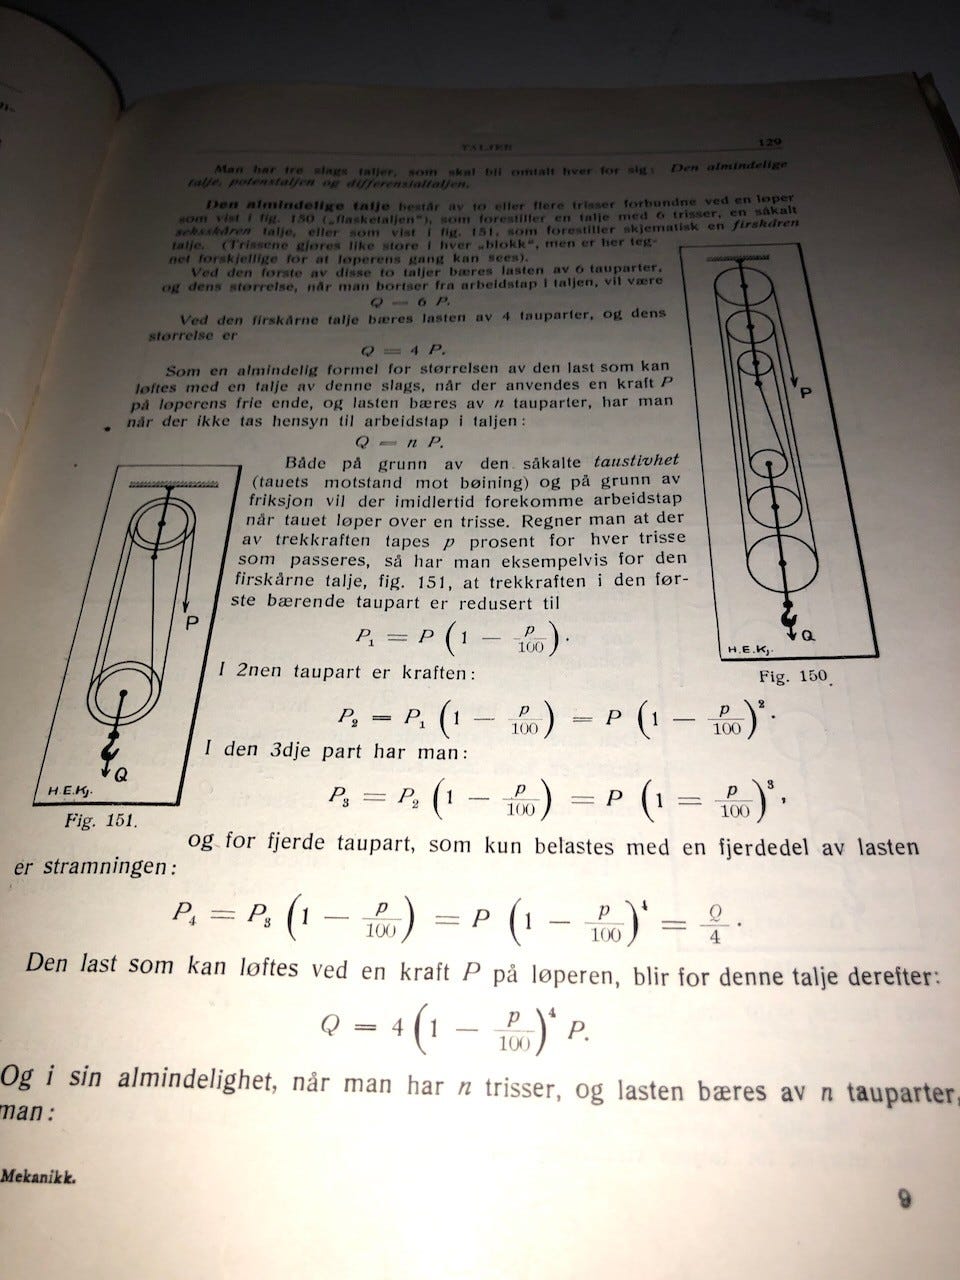 TALJER 129
Man har tre slags taljer, som skal bli omtalt hver for sig: Den almindelige
talje, potenstaljen og differensialtaljen.
Den almindelige talje består av to eller flere trisser forbundne ved en løper
som vist i fig. 150 („flasketaljen“), som forestiller en talje med 6 trisser, en såkalt
seksskåren talje, eller som vist i fig. 151, som forestiller skjematisk en firskåren
talje. (Trissene gjøres like store i hver „blokk“, men er her teg-
net forskjellige for at løperens gang kan sees).
Ved den første av disse to taljer bæres lasten av 6 tauparter,
og dens størrelse, når man bortser fra arbeidstap i taljen, vil være
Q = 6 P.
Ved den firskårne talje bæres lasten av 4 tauparter, og dens
størrelse er
Q = 4 P.
Som en almindelig formel for størrelsen av den last som kan
løftes med en talje av denne slags, når der anvendes en kraft P
på løperens frie ende, og lasten bæres av n tauparter, har man
når der ikke tas hensyn til arbeidstap i taljen:
Q = n P.
P
Q
H.E.Kj.
Fig. 150.
Både på grunn av den såkalte taustivhet
(tauets motstand mot bøining) og på grunn av
friksjon vil der imidlertid forekomme arbeidstap
når tauet løper over en trisse. Regner man at der
av trekkraften tapes p prosent for hver trisse
som passeres, så har man eksempelvis for den
firskårne talje, fig. 151, at trekkraften i den før-
ste bærende taupart er redusert til
P₁ = P (1 − p/100).
I 2nen taupart er kraften:
P₂ = P₁ (1 − p/100) = P (1 − p/100)².
I den 3dje part har man:
P₃ = P₂ (1 − p/100) = P (1 = p/100)³,
P
Q
H.E.Kj.
Fig. 151.
og for fjerde taupart, som kun belastes med en fjerdedel av lasten
er stramningen:
P₄ = P₃ (1 − p/100) = P (1 − p/100)⁴ = Q/4.
Den last som kan løftes ved en kraft P på løperen, blir for denne talje derefter:
Q = 4 (1 − p/100)⁴ P.
Og i sin almindelighet, når man har n trisser, og lasten bæres av n tauparter,
man:
Mekanikk.
9